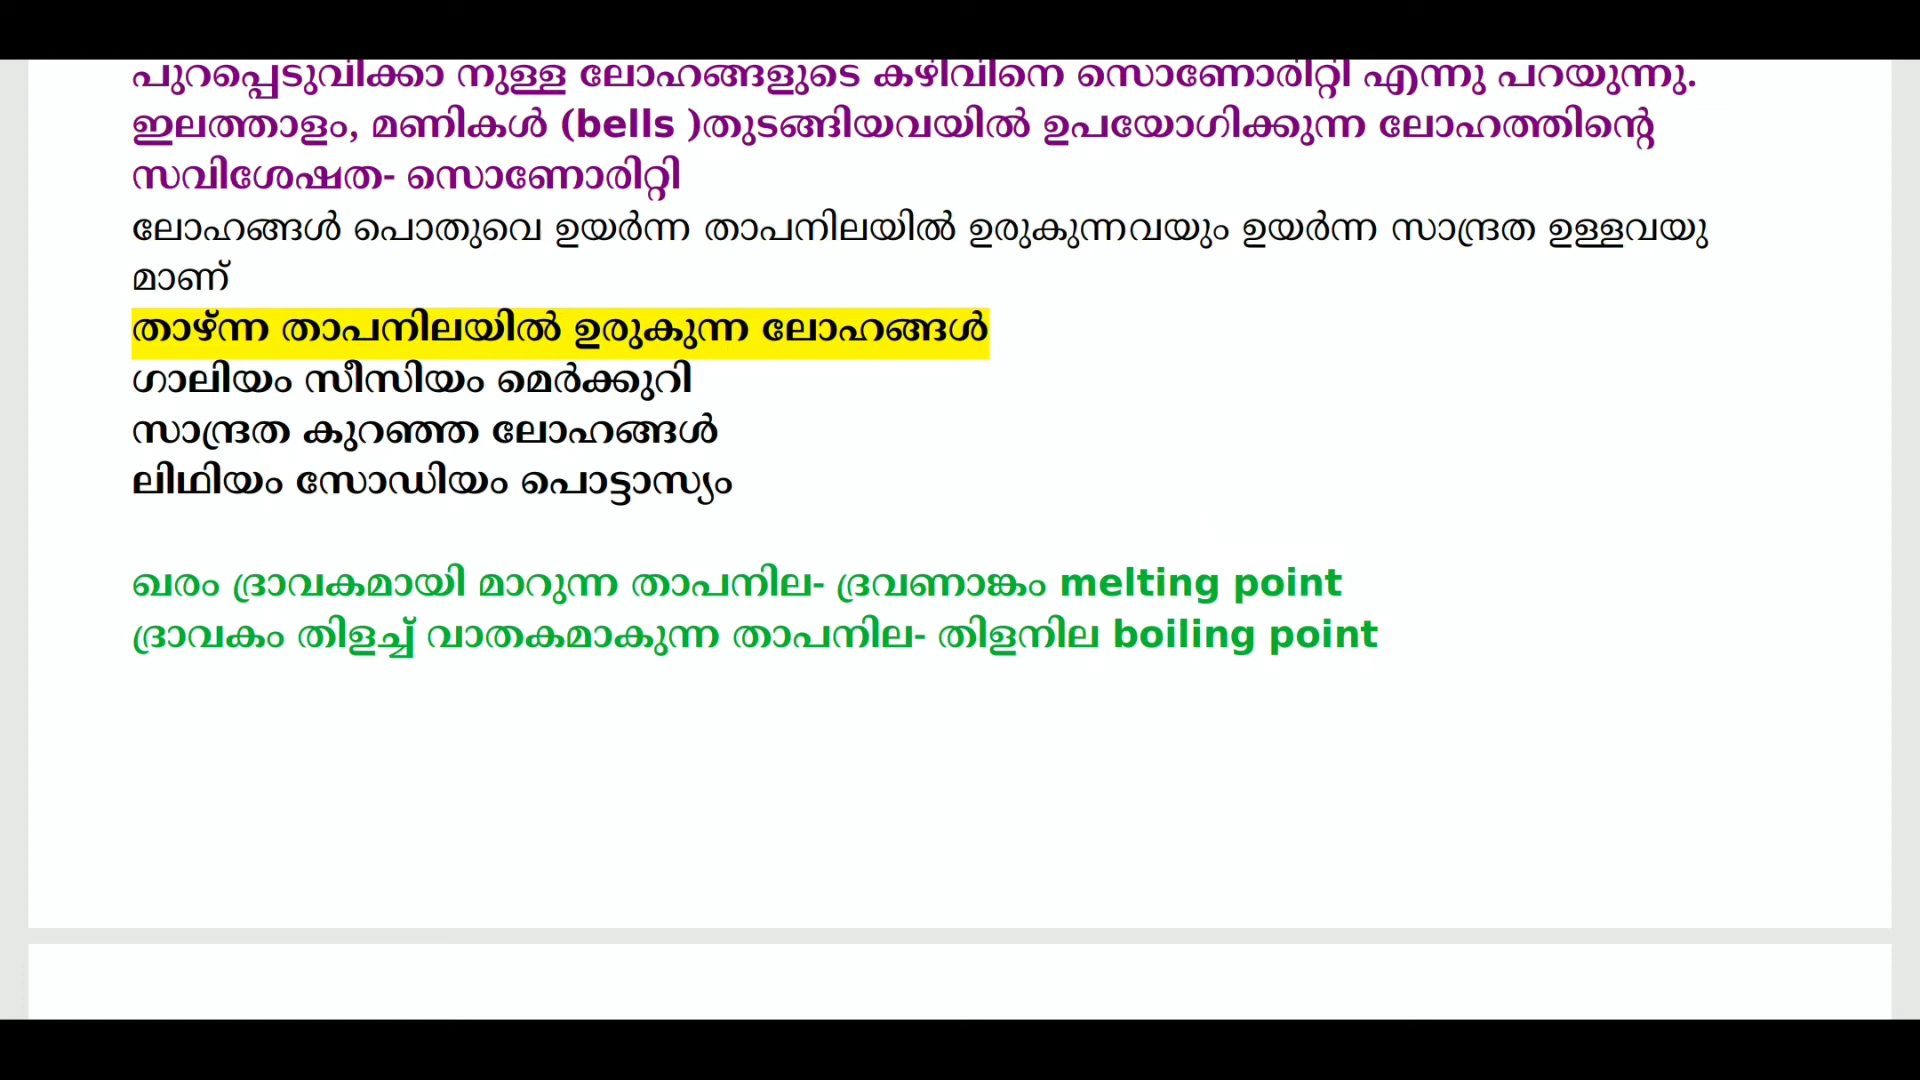 പുറപ്പെടുവിക്കാ നുള്ള ലോഹങ്ങളുടെ കഴിവിനെ സൊണോരിറ്റി എന്നു പറയുന്നു.
ഇലത്താളം, മണികൾ (bells )തുടങ്ങിയവയിൽ ഉപയോഗിക്കുന്ന ലോഹത്തിന്റെ
സവിശേഷത- സൊണോരിറ്റി
ലോഹങ്ങൾ പൊതുവെ ഉയർന്ന താപനിലയിൽ ഉരുകുന്നവയും ഉയർന്ന സാന്ദ്രത ഉള്ളവയു
മാണ്
താഴ്ന്ന താപനിലയിൽ ഉരുകുന്ന ലോഹങ്ങൾ
ഗാലിയം സീസിയം മെർക്കുറി
സാന്ദ്രത കുറഞ്ഞ ലോഹങ്ങൾ
ലിഥിയം സോഡിയം പൊട്ടാസ്യം
ഖരം ദ്രാവകമായി മാറുന്ന താപനില- ദ്രവണാങ്കം melting point
ദ്രാവകം തിളച്ച് വാതകമാകുന്ന താപനില- തിളനില boiling point